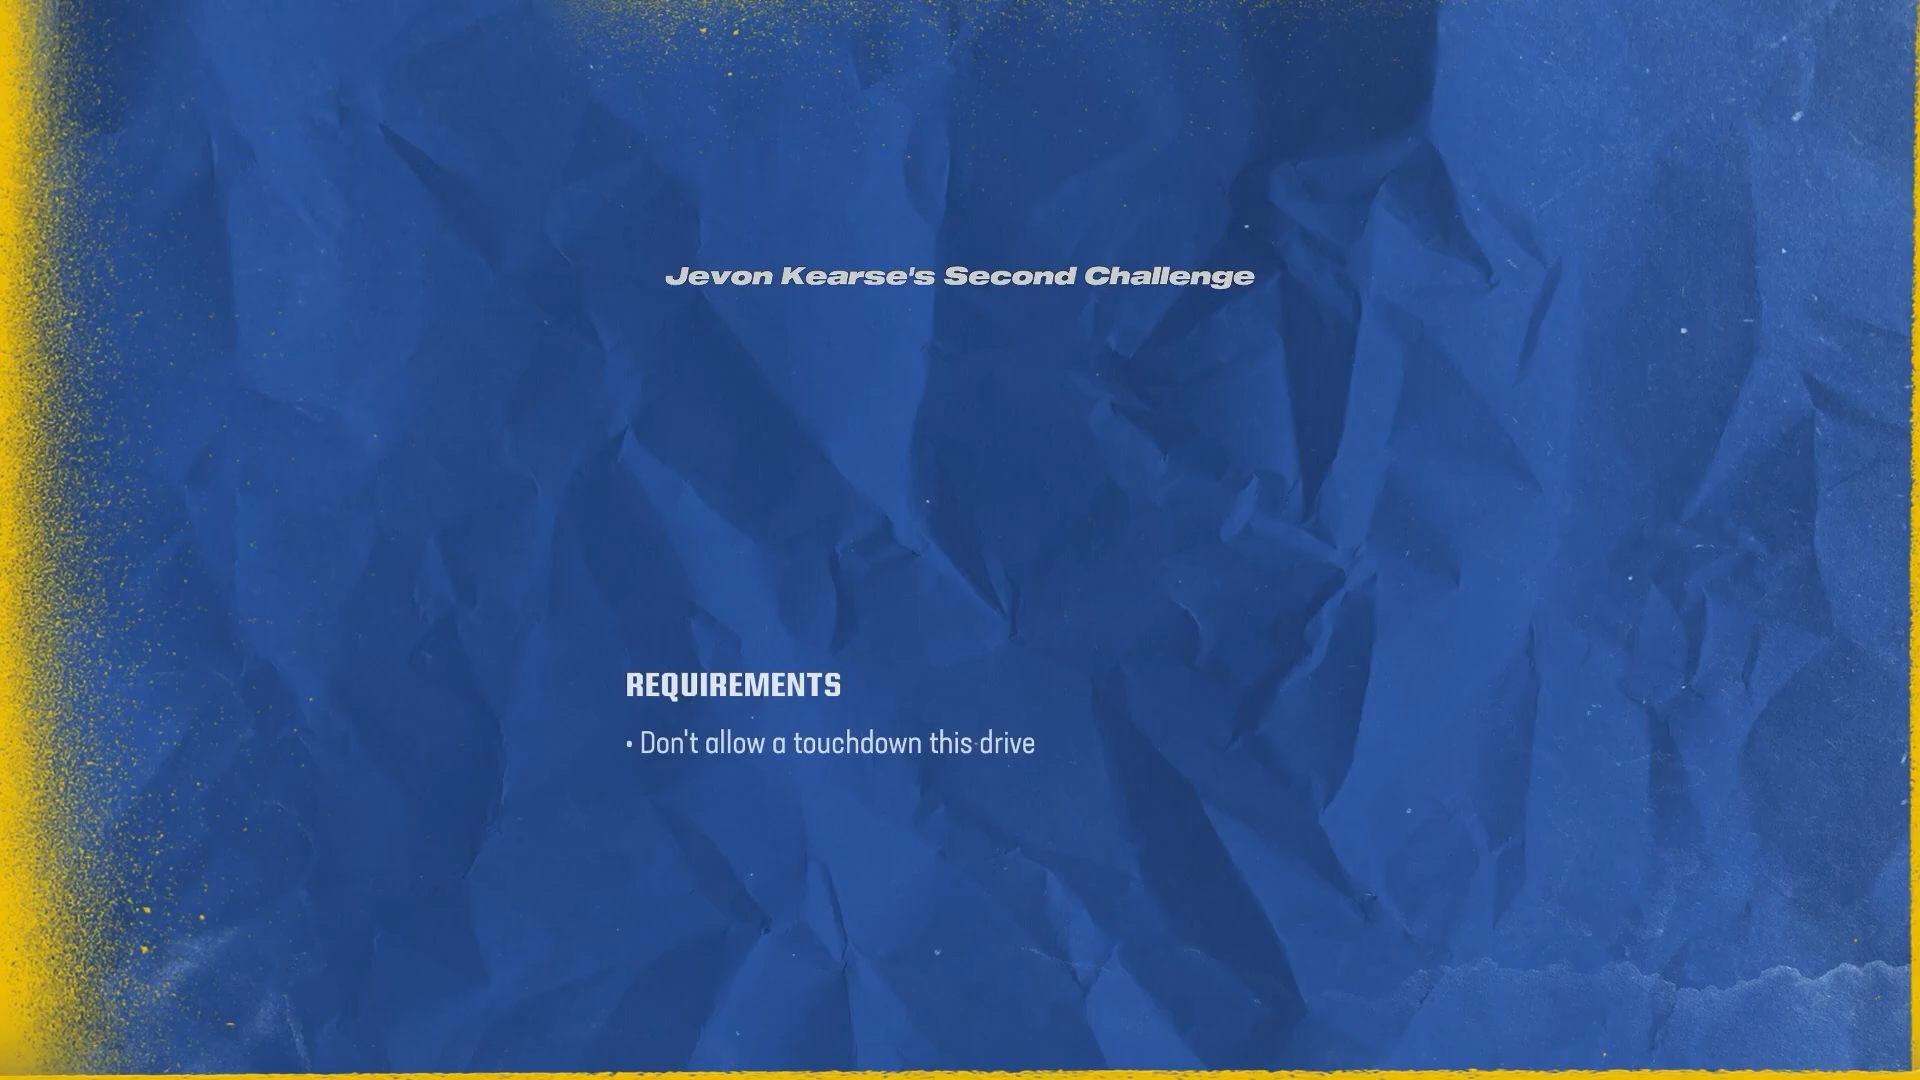 Jevon Kearse's Second Challenge
REQUIREMENTS
• Don't allow a touchdown this drive